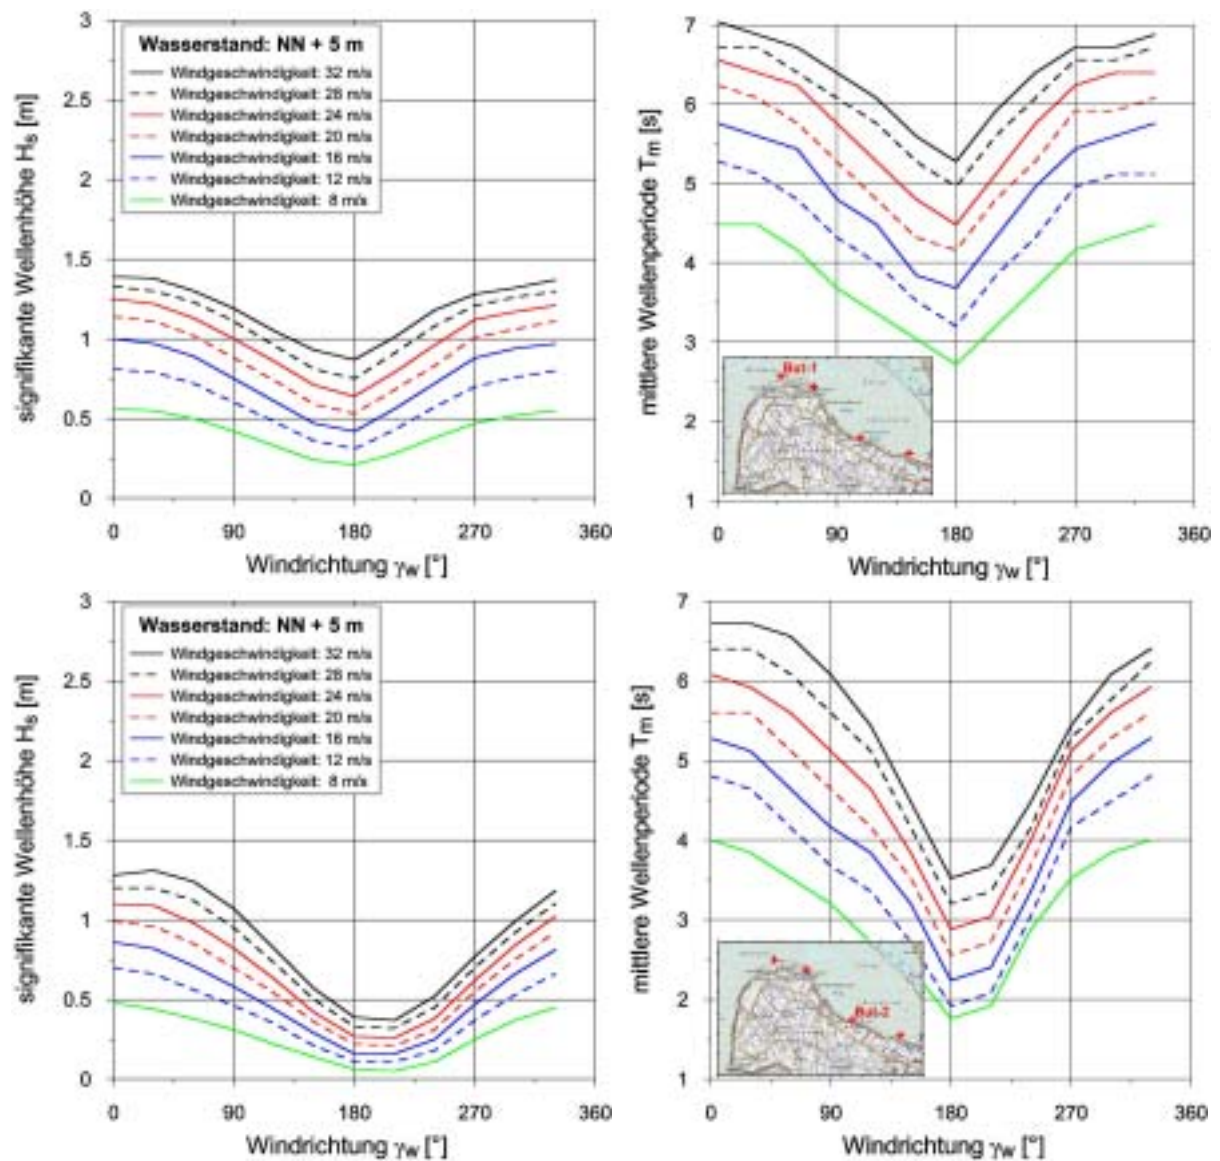 signifikante Wellenhöhe Hs [m]
3
2.5
2
1.5
1
0.5
0
Wasserstand: NN + 5 m
Windgeschwindigkeit: 32 m/s
Windgeschwindigkeit: 28 m/s
Windgeschwindigkeit: 24 m/s
Windgeschwindigkeit: 20 m/s
Windgeschwindigkeit: 16 m/s
Windgeschwindigkeit: 12 m/s
Windgeschwindigkeit: 8 m/s
0 90 180 270 360
Windrichtung γw [°]
mittlere Wellenperiode Tm [s]
7
6
5
4
3
2
1
Buk-1
0 90 180 270 360
Windrichtung γw [°]
signifikante Wellenhöhe Hs [m]
3
2.5
2
1.5
1
0.5
0
Wasserstand: NN + 5 m
Windgeschwindigkeit: 32 m/s
Windgeschwindigkeit: 28 m/s
Windgeschwindigkeit: 24 m/s
Windgeschwindigkeit: 20 m/s
Windgeschwindigkeit: 16 m/s
Windgeschwindigkeit: 12 m/s
Windgeschwindigkeit: 8 m/s
0 90 180 270 360
Windrichtung γw [°]
mittlere Wellenperiode Tm [s]
7
6
5
4
3
2
1
Buk-2
0 90 180 270 360
Windrichtung γw [°]